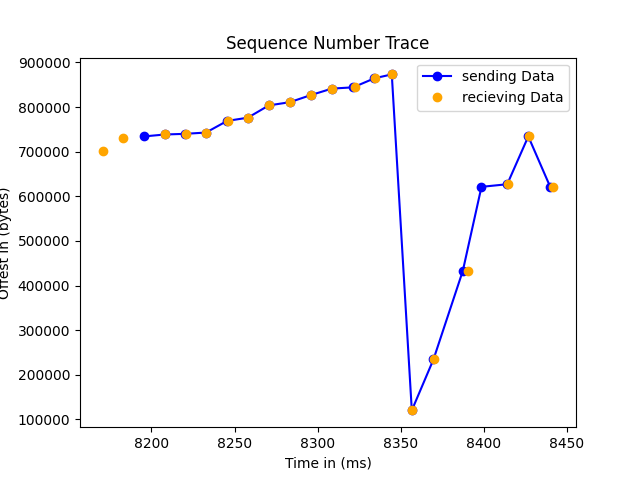 Sequence Number Trace
sending Data
recieving Data
900000
800000
700000
600000
500000
400000
300000
200000
100000
Offest in (bytes)
8200 8250 8300 8350 8400 8450
Time in (ms)